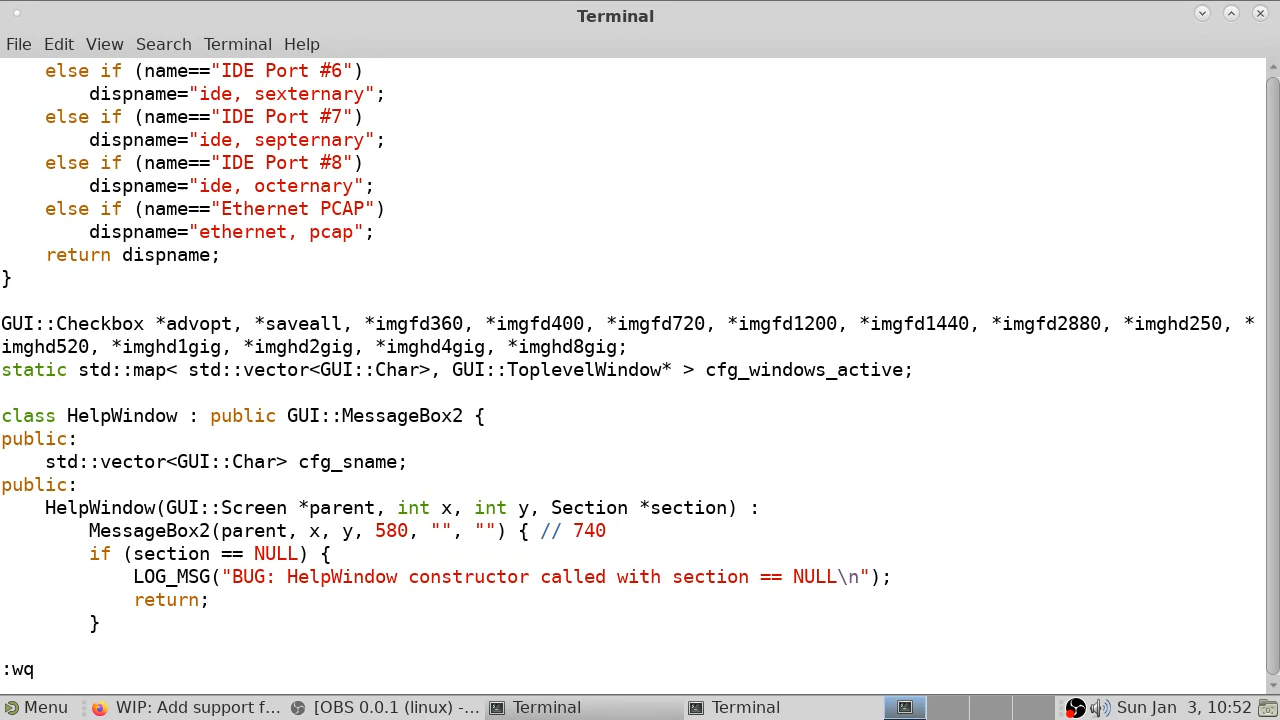 Terminal
File Edit View Search Terminal Help
    else if (name=="IDE Port #6")
        dispname="ide, sexternary";
    else if (name=="IDE Port #7")
        dispname="ide, septernary";
    else if (name=="IDE Port #8")
        dispname="ide, octernary";
    else if (name=="Ethernet PCAP")
        dispname="ethernet, pcap";
    return dispname;
}
GUI::Checkbox *advopt, *saveall, *imgfd360, *imgfd400, *imgfd720, *imgfd1200, *imgfd1440, *imgfd2880, *imghd250, *
imghd520, *imghd1gig, *imghd2gig, *imghd4gig, *imghd8gig;
static std::map< std::vector<GUI::Char>, GUI::ToplevelWindow* > cfg_windows_active;
class HelpWindow : public GUI::MessageBox2 {
public:
    std::vector<GUI::Char> cfg_sname;
public:
    HelpWindow(GUI::Screen *parent, int x, int y, Section *section) :
        MessageBox2(parent, x, y, 580, "", "") { // 740
        if (section == NULL) {
            LOG_MSG("BUG: HelpWindow constructor called with section == NULL\n");
            return;
        }
:wq
Menu WIP: Add support f... [OBS 0.0.1 (linux) -... Terminal Terminal Sun Jan 3, 10:52